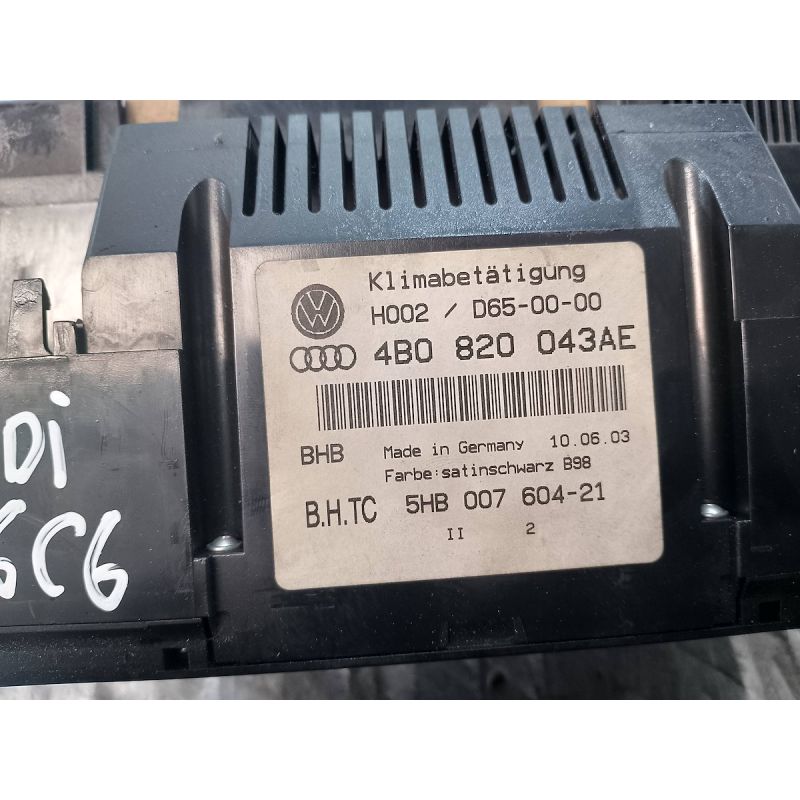 Klimabetätigung
H002 / D65-00-00
4B0 820 043AE
BHB Made in Germany 10.06.03
Farbe:satinschwarz B98
B.H.TC 5HB 007 604-21
II 2
Di
6C6